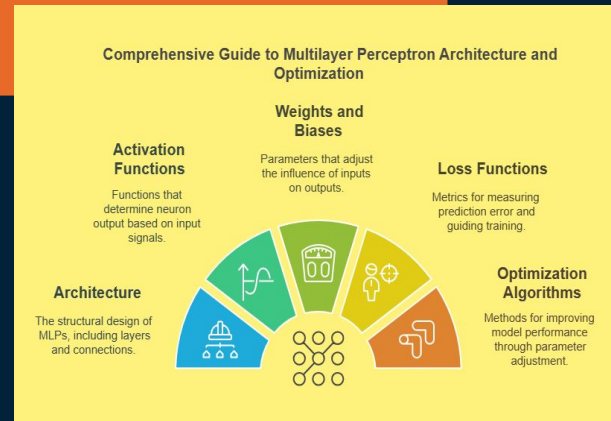 Comprehensive Guide to Multilayer Perceptron Architecture and
Optimization
Weights and
Biases
Parameters that adjust
the influence of inputs
on outputs.
Activation
Functions
Functions that
determine neuron
output based on input
signals.
Loss Functions
Metrics for measuring
prediction error and
guiding training.
Architecture
The structural design of
MLPs, including layers
and connections.
Optimization
Algorithms
Methods for improving
model performance
through parameter
adjustment.